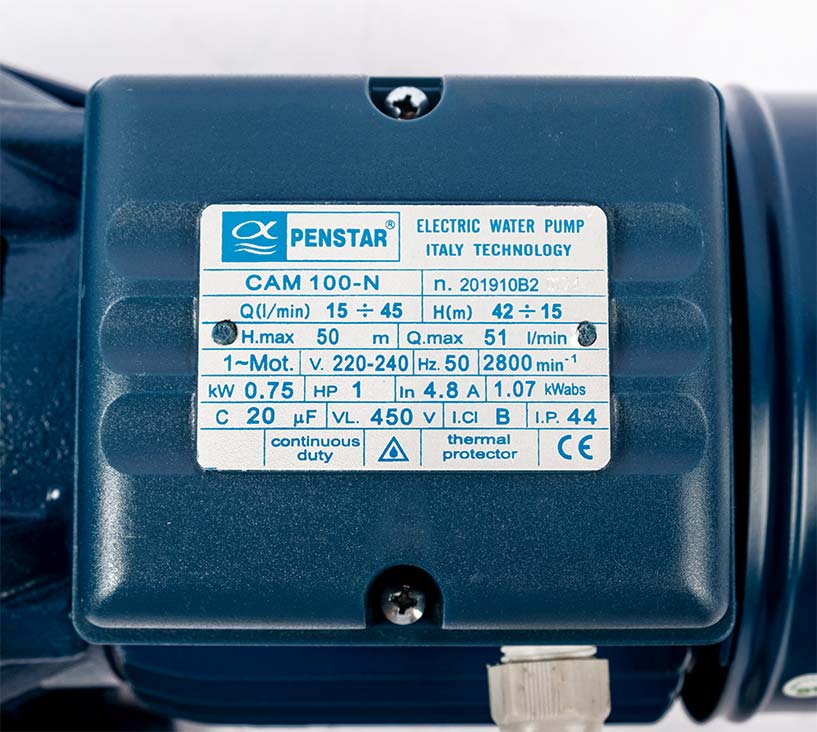 PENSTAR® ELECTRIC WATER PUMP
ITALY TECHNOLOGY
CAM 100-N n. 201910B2
Q(l/min) 15 ÷ 45 H(m) 42 ÷ 15
H.max 50 m Q.max 51 l/min
1~Mot. V. 220-240 Hz. 50 2800 min⁻¹
kW 0.75 HP 1 In 4.8 A 1.07 kWabs
C 20 µF VL. 450 V I.Cl B I.P. 44
continuous duty thermal protector CE